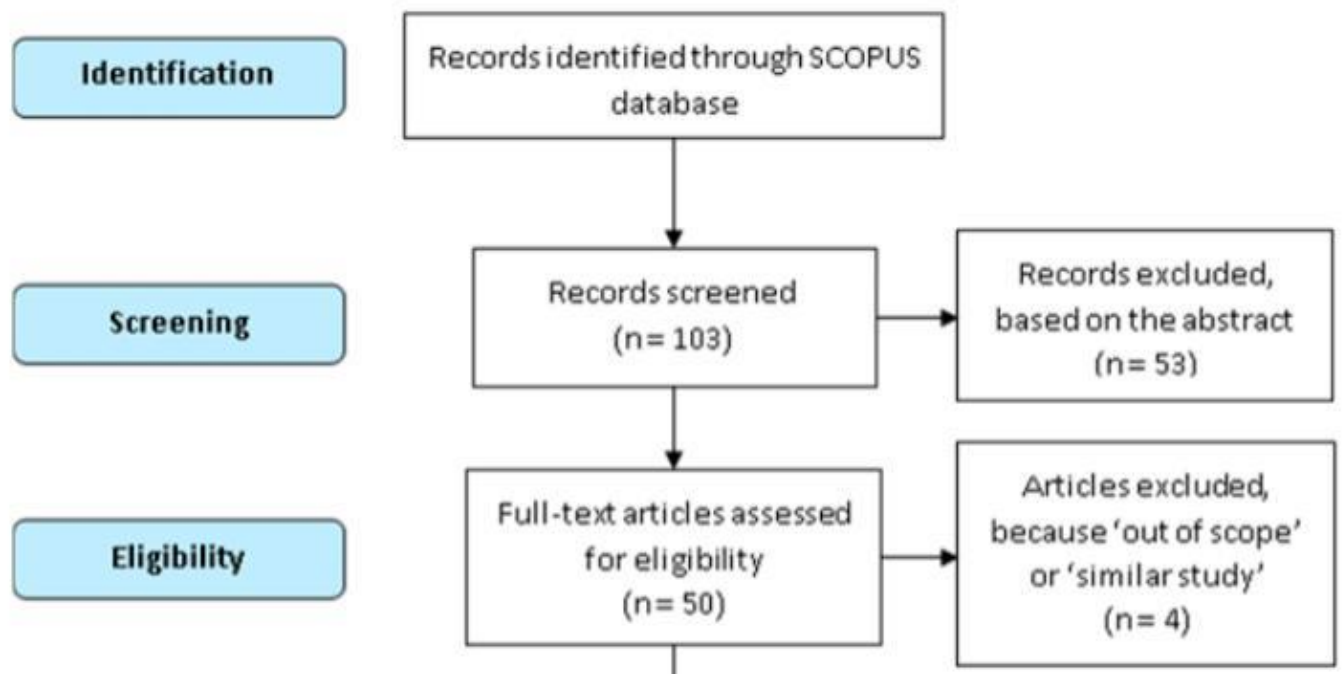 Identification
Records identified through SCOPUS
database
Screening
Records screened
(n= 103)
Records excluded,
based on the abstract
(n= 53)
Eligibility
Full-text articles assessed
for eligibility
(n= 50)
Articles excluded,
because ‘out of scope’
or ‘similar study’
(n= 4)